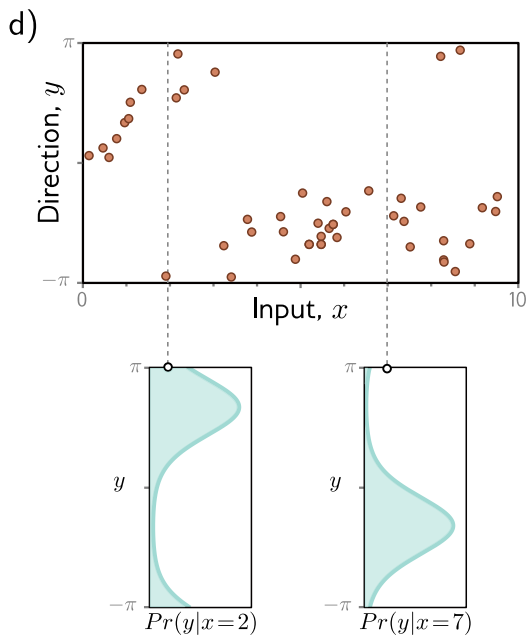 d)
π
Direction, y
−π
0
10
Input, x
π
π
y
y
−π
−π
Pr(y|x=2)
Pr(y|x=7)